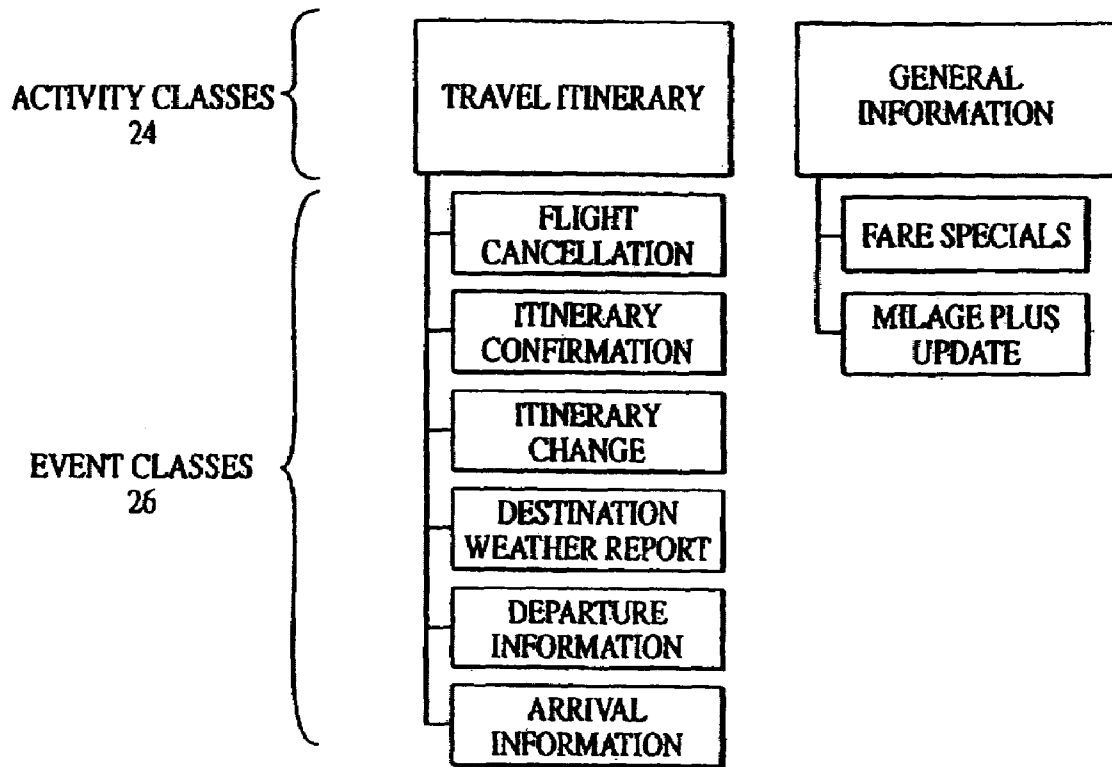 ACTIVITY CLASSES
24
TRAVEL ITINERARY
GENERAL
INFORMATION
EVENT CLASSES
26
FLIGHT
CANCELLATION
ITINERARY
CONFIRMATION
ITINERARY
CHANGE
DESTINATION
WEATHER REPORT
DEPARTURE
INFORMATION
ARRIVAL
INFORMATION
FARE SPECIALS
MILAGE PLUS
UPDATE